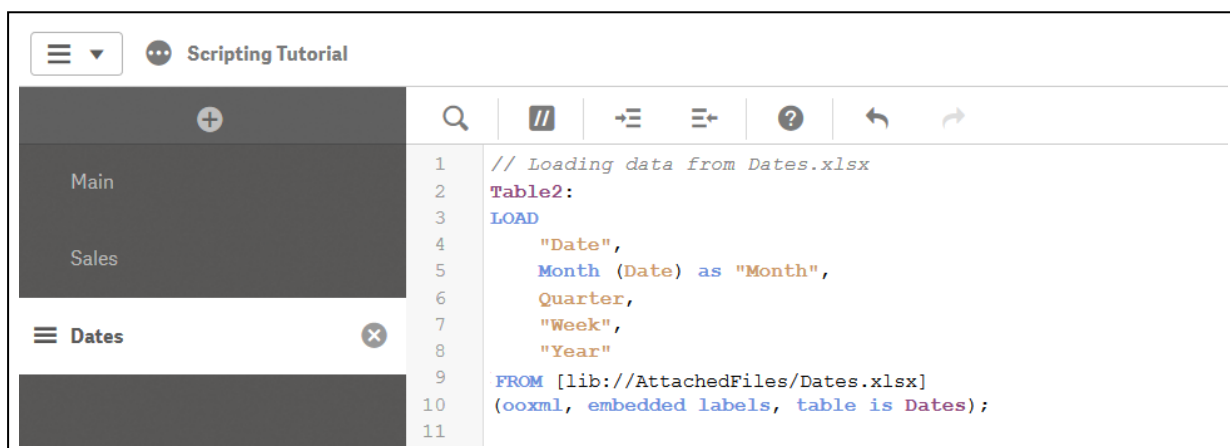 Scripting Tutorial
Main
Sales
Dates
1 // Loading data from Dates.xlsx
2 Table2:
3 LOAD
4 "Date",
5 Month (Date) as "Month",
6 Quarter,
7 "Week",
8 "Year"
9 FROM [lib://AttachedFiles/Dates.xlsx]
10 (ooxml, embedded labels, table is Dates);
11